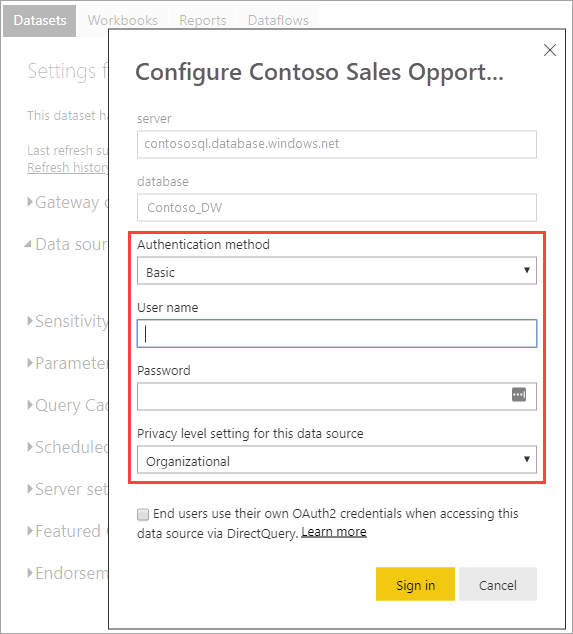 Datasets Workbooks Reports Dataflows
Settings f
This dataset ha
Last refresh su
Refresh history
Gateway c
Data sour
Sensitivity
Parameter
Query Cac
Scheduled
Server set
Featured
Endorsem
Configure Contoso Sales Opport...
server
contososql.database.windows.net
database
Contoso_DW
Authentication method
Basic
User name
Password
Privacy level setting for this data source
Organizational
End users use their own OAuth2 credentials when accessing this
data source via DirectQuery. Learn more
Sign in Cancel